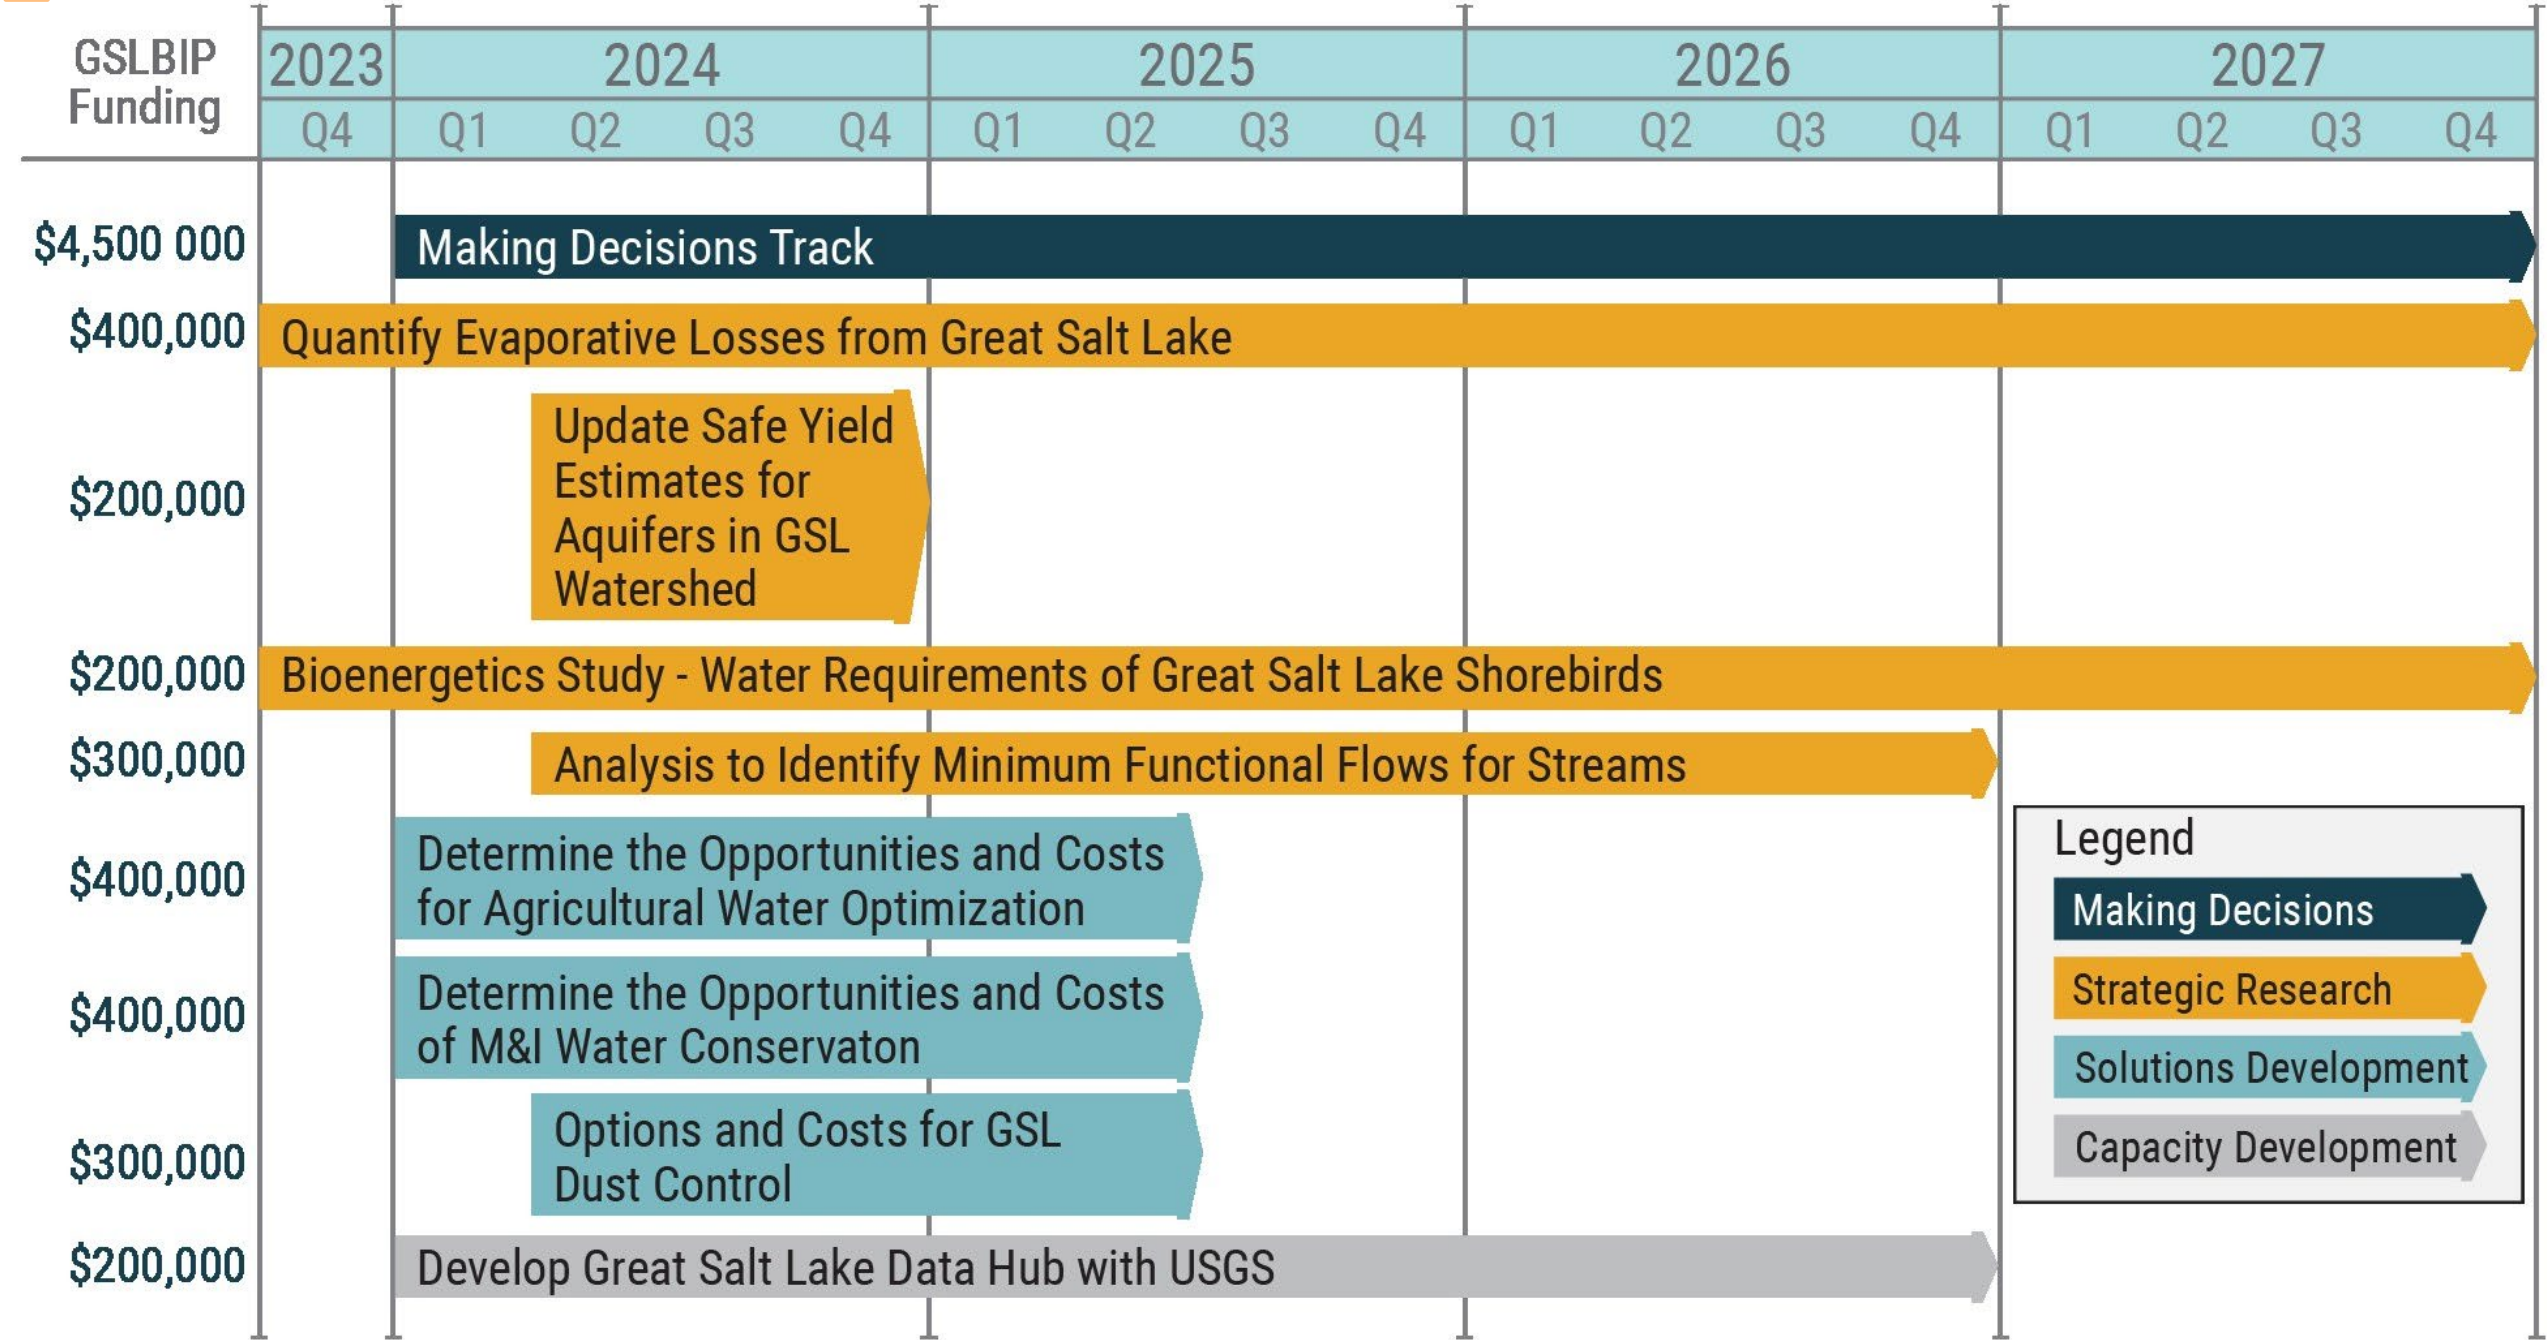 GSLBIP
Funding
2023 2024 2025 2026 2027
Q4 Q1 Q2 Q3 Q4 Q1 Q2 Q3 Q4 Q1 Q2 Q3 Q4 Q1 Q2 Q3 Q4
$4,500 000 Making Decisions Track
$400,000 Quantify Evaporative Losses from Great Salt Lake
$200,000
Update Safe Yield
Estimates for
Aquifers in GSL
Watershed
$200,000 Bioenergetics Study - Water Requirements of Great Salt Lake Shorebirds
$300,000 Analysis to Identify Minimum Functional Flows for Streams
$400,000
Determine the Opportunities and Costs
for Agricultural Water Optimization
$400,000
Determine the Opportunities and Costs
of M&I Water Conservaton
$300,000
Options and Costs for GSL
Dust Control
$200,000 Develop Great Salt Lake Data Hub with USGS
Legend
Making Decisions
Strategic Research
Solutions Development
Capacity Development